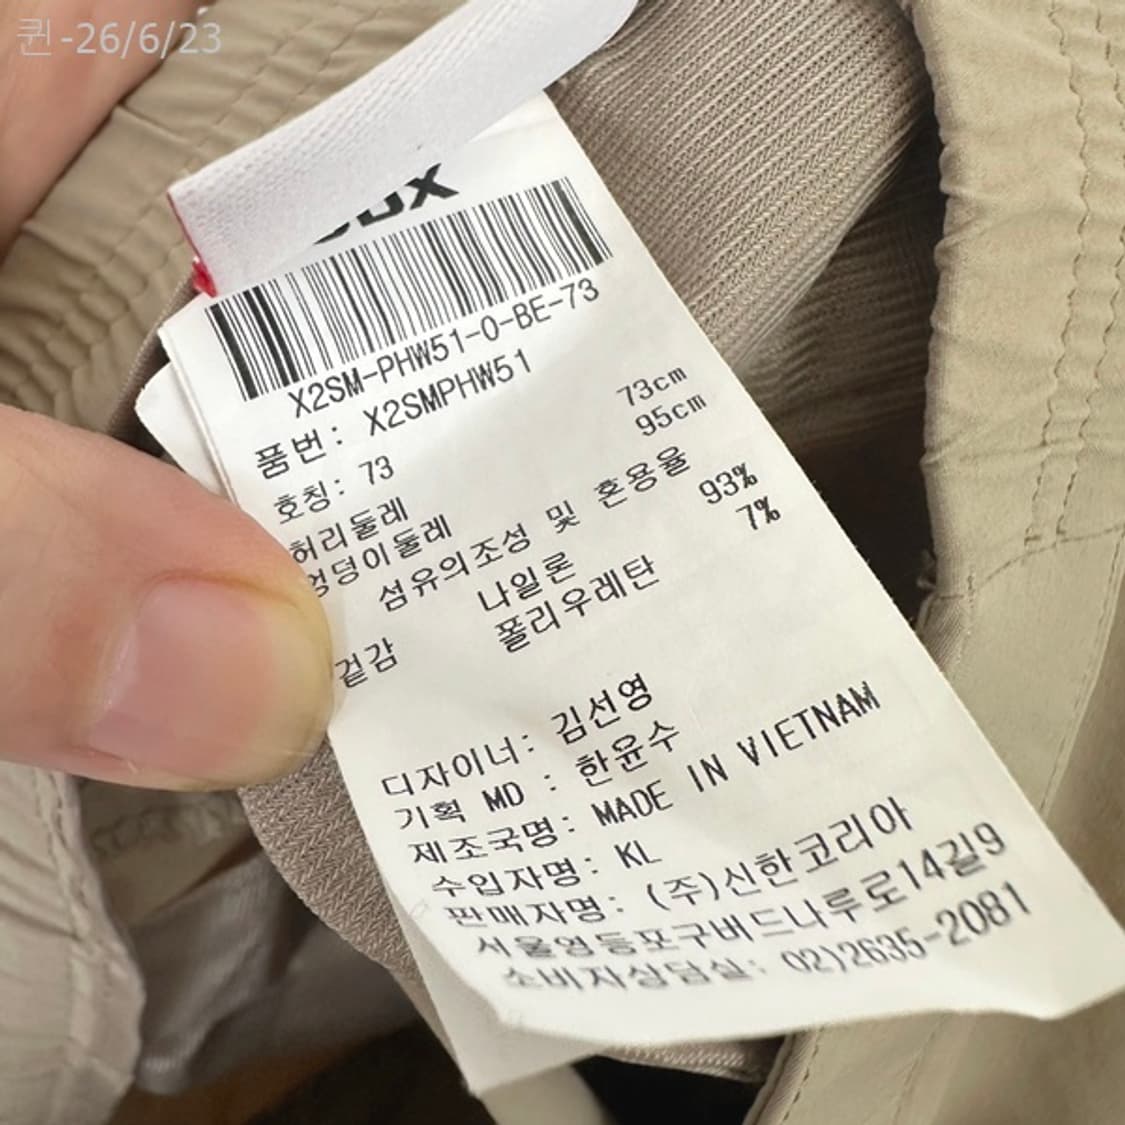 퀸-26/6/23
X2SM-PHW51-0-BE-73
품번: X2SMPHW51
호칭: 73
허리둘레 73cm
엉덩이둘레 95cm
섬유의조성 및 혼용율
나일론 93%
겉감 폴리우레탄 7%
디자이너: 김선영
기획 MD : 한윤수
제조국명: MADE IN VIETNAM
수입자명: KL
판매자명: (주)신한코리아
서울영등포구버드나루로14길9
소비자상담실: 02)2635-2081